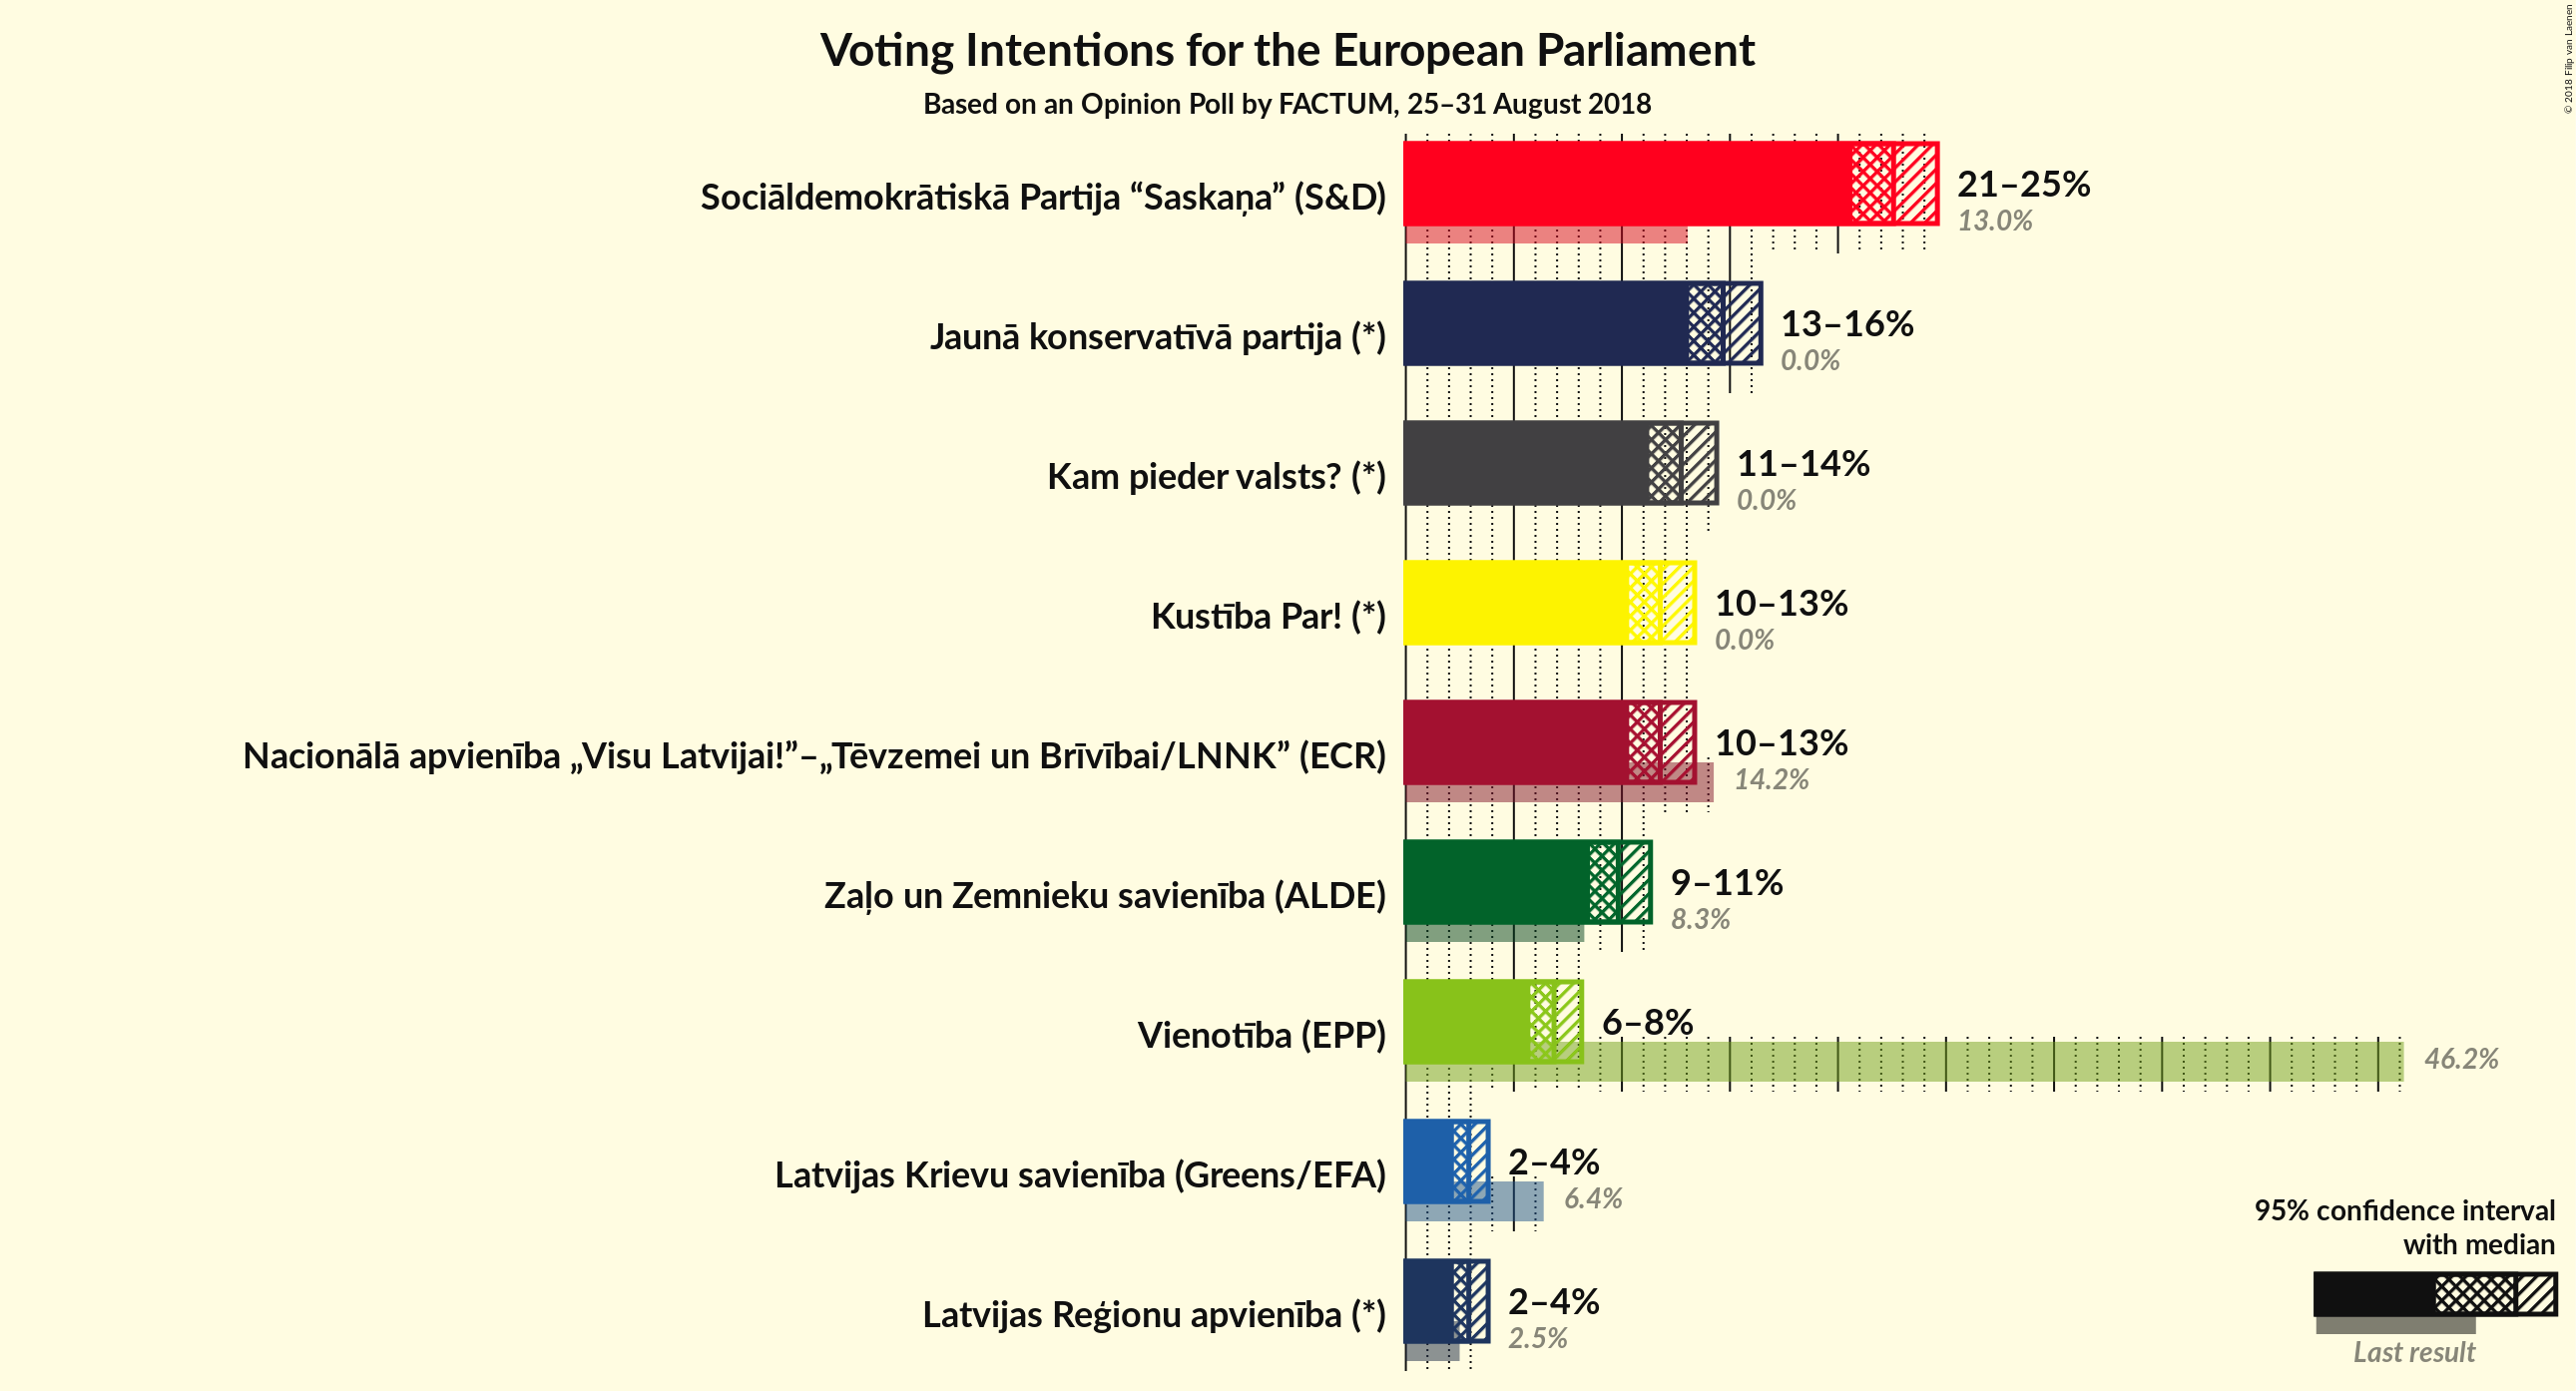 Voting Intentions for the European Parliament
Based on an Opinion Poll by FACTUM, 25–31 August 2018
© 2018 Filip van Laenen
Sociāldemokrātiskā Partija “Saskaņa” (S&D)
21–25%
13.0%
Jaunā konservatīvā partija (*)
13–16%
0.0%
Kam pieder valsts? (*)
11–14%
0.0%
Kustība Par! (*)
10–13%
0.0%
Nacionālā apvienība „Visu Latvijai!”–„Tēvzemei un Brīvībai/LNNK” (ECR)
10–13%
14.2%
Zaļo un Zemnieku savienība (ALDE)
9–11%
8.3%
Vienotība (EPP)
6–8%
46.2%
Latvijas Krievu savienība (Greens/EFA)
2–4%
6.4%
Latvijas Reģionu apvienība (*)
2–4%
2.5%
95% confidence interval
with median
Last result